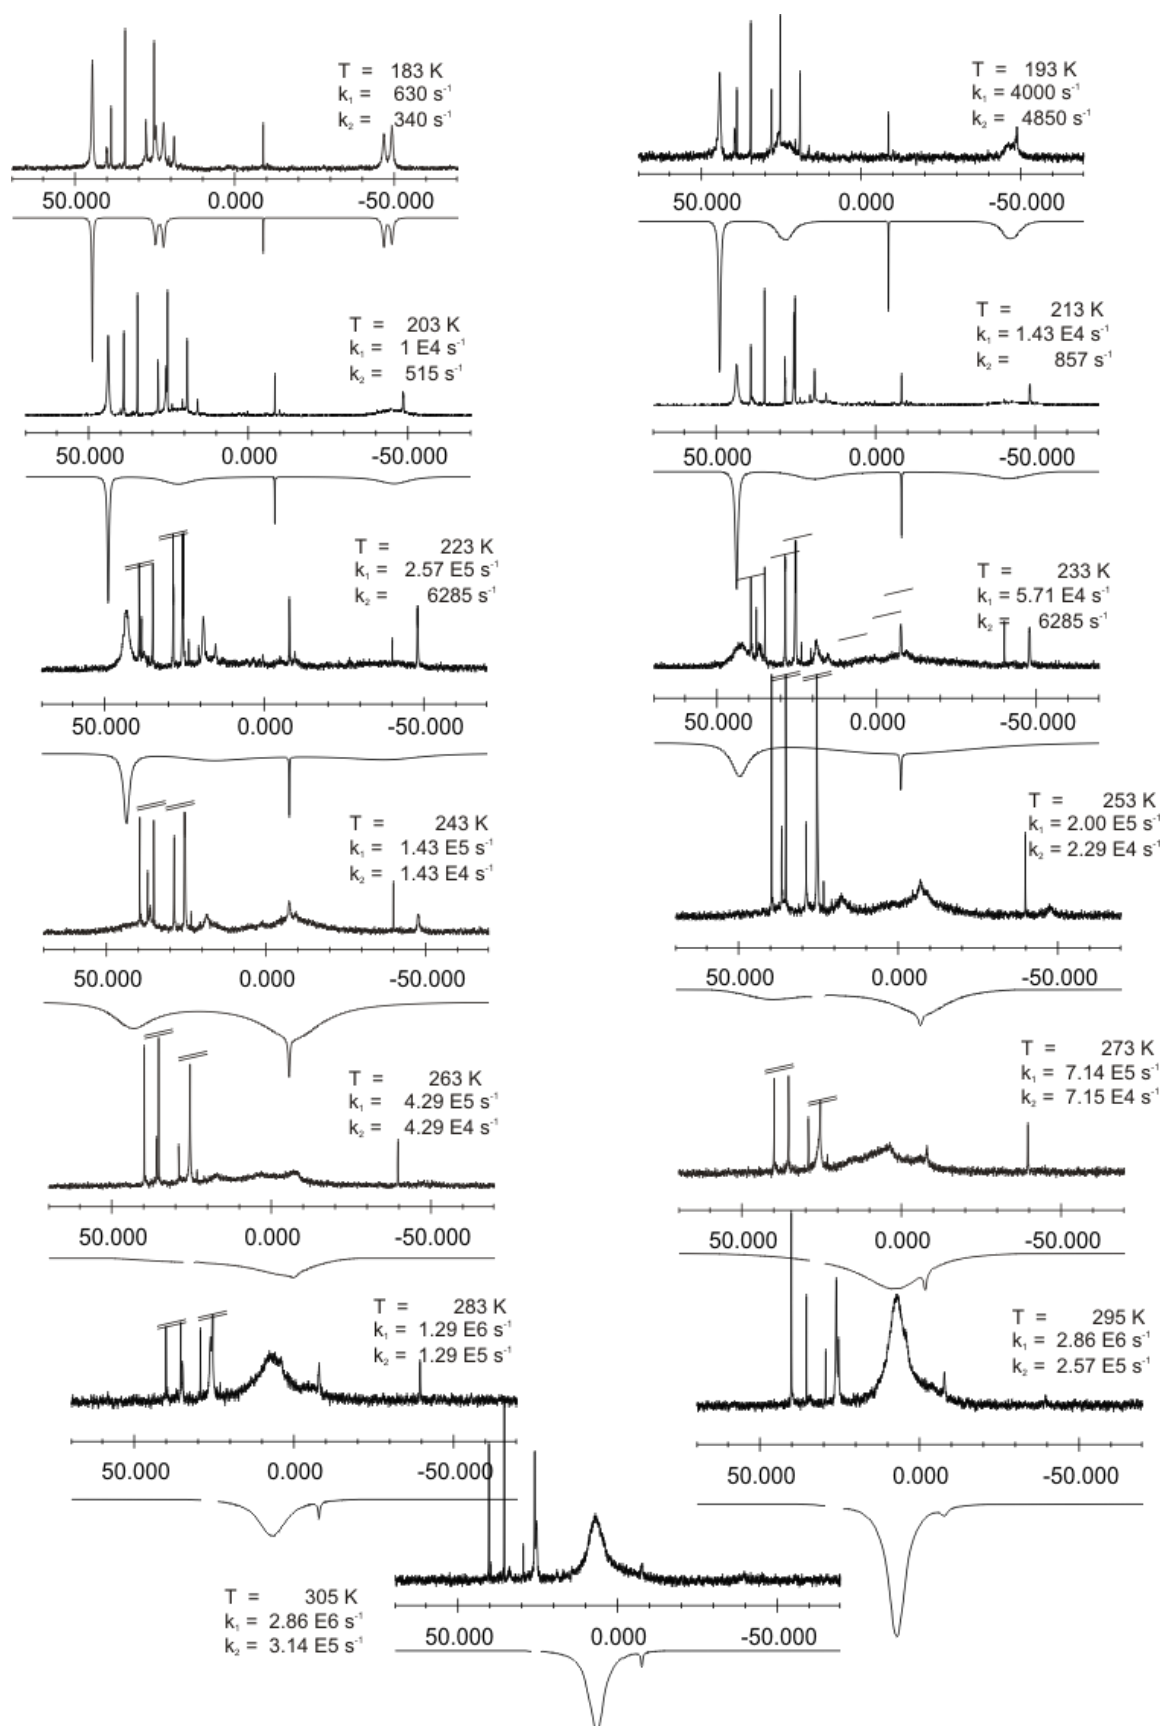 T = 183 K
k₁ = 630 s⁻¹
k₂ = 340 s⁻¹
50.000 0.000 -50.000
T = 193 K
k₁ = 4000 s⁻¹
k₂ = 4850 s⁻¹
50.000 0.000 -50.000
T = 203 K
k₁ = 1 E4 s⁻¹
k₂ = 515 s⁻¹
50.000 0.000 -50.000
T = 213 K
k₁ = 1.43 E4 s⁻¹
k₂ = 857 s⁻¹
50.000 0.000 -50.000
T = 223 K
k₁ = 2.57 E5 s⁻¹
k₂ = 6285 s⁻¹
50.000 0.000 -50.000
T = 233 K
k₁ = 5.71 E4 s⁻¹
k₂ = 6285 s⁻¹
50.000 0.000 -50.000
T = 243 K
k₁ = 1.43 E5 s⁻¹
k₂ = 1.43 E4 s⁻¹
50.000 0.000 -50.000
T = 253 K
k₁ = 2.00 E5 s⁻¹
k₂ = 2.29 E4 s⁻¹
50.000 0.000 -50.000
T = 263 K
k₁ = 4.29 E5 s⁻¹
k₂ = 4.29 E4 s⁻¹
50.000 0.000 -50.000
T = 273 K
k₁ = 7.14 E5 s⁻¹
k₂ = 7.15 E4 s⁻¹
50.000 0.000 -50.000
T = 283 K
k₁ = 1.29 E6 s⁻¹
k₂ = 1.29 E5 s⁻¹
50.000 0.000 -50.000
T = 295 K
k₁ = 2.86 E6 s⁻¹
k₂ = 2.57 E5 s⁻¹
50.000 0.000 -50.000
T = 305 K
k₁ = 2.86 E6 s⁻¹
k₂ = 3.14 E5 s⁻¹
50.000 0.000 -50.000